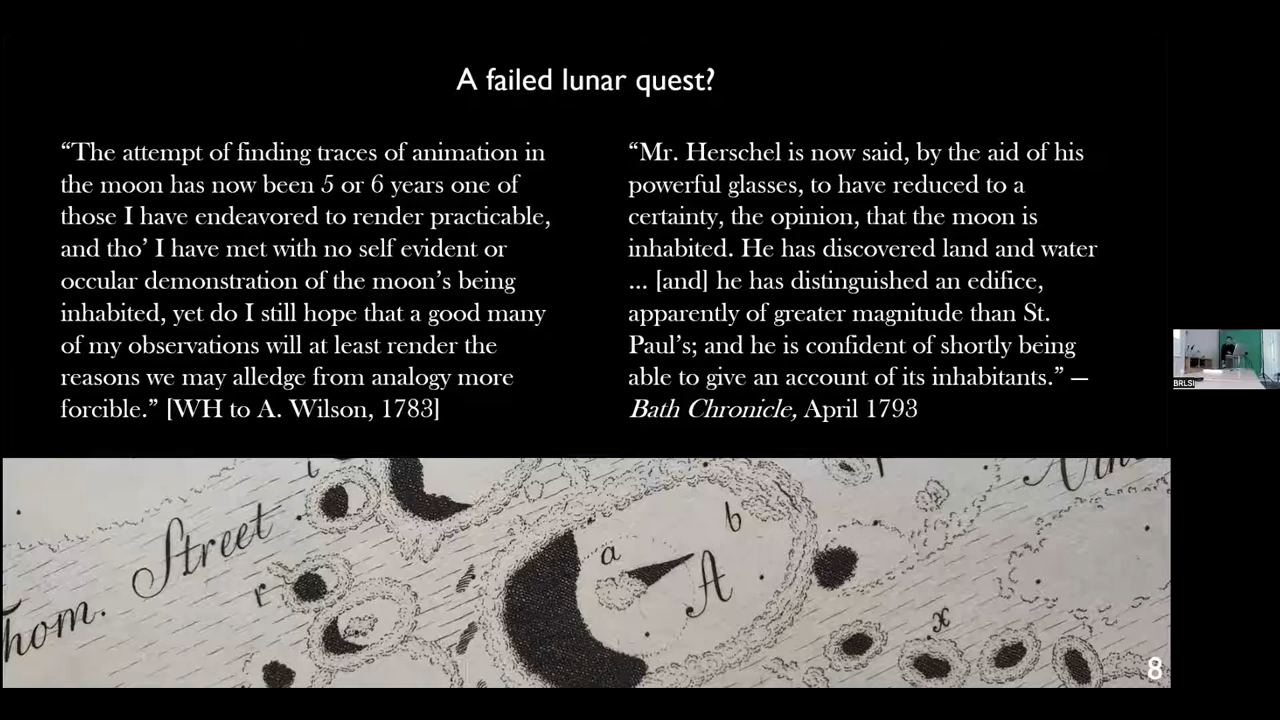 A failed lunar quest?
“The attempt of finding traces of animation in
the moon has now been 5 or 6 years one of
those I have endeavored to render practicable,
and tho’ I have met with no self evident or
occular demonstration of the moon’s being
inhabited, yet do I still hope that a good many
of my observations will at least render the
reasons we may alledge from analogy more
forcible.” [WH to A. Wilson, 1783]
“Mr. Herschel is now said, by the aid of his
powerful glasses, to have reduced to a
certainty, the opinion, that the moon is
inhabited. He has discovered land and water
... [and] he has distinguished an edifice,
apparently of greater magnitude than St.
Paul’s; and he is confident of shortly being
able to give an account of its inhabitants.” —
Bath Chronicle, April 1793
BRLSI
Street
hom.
r
a
b
A
x
8